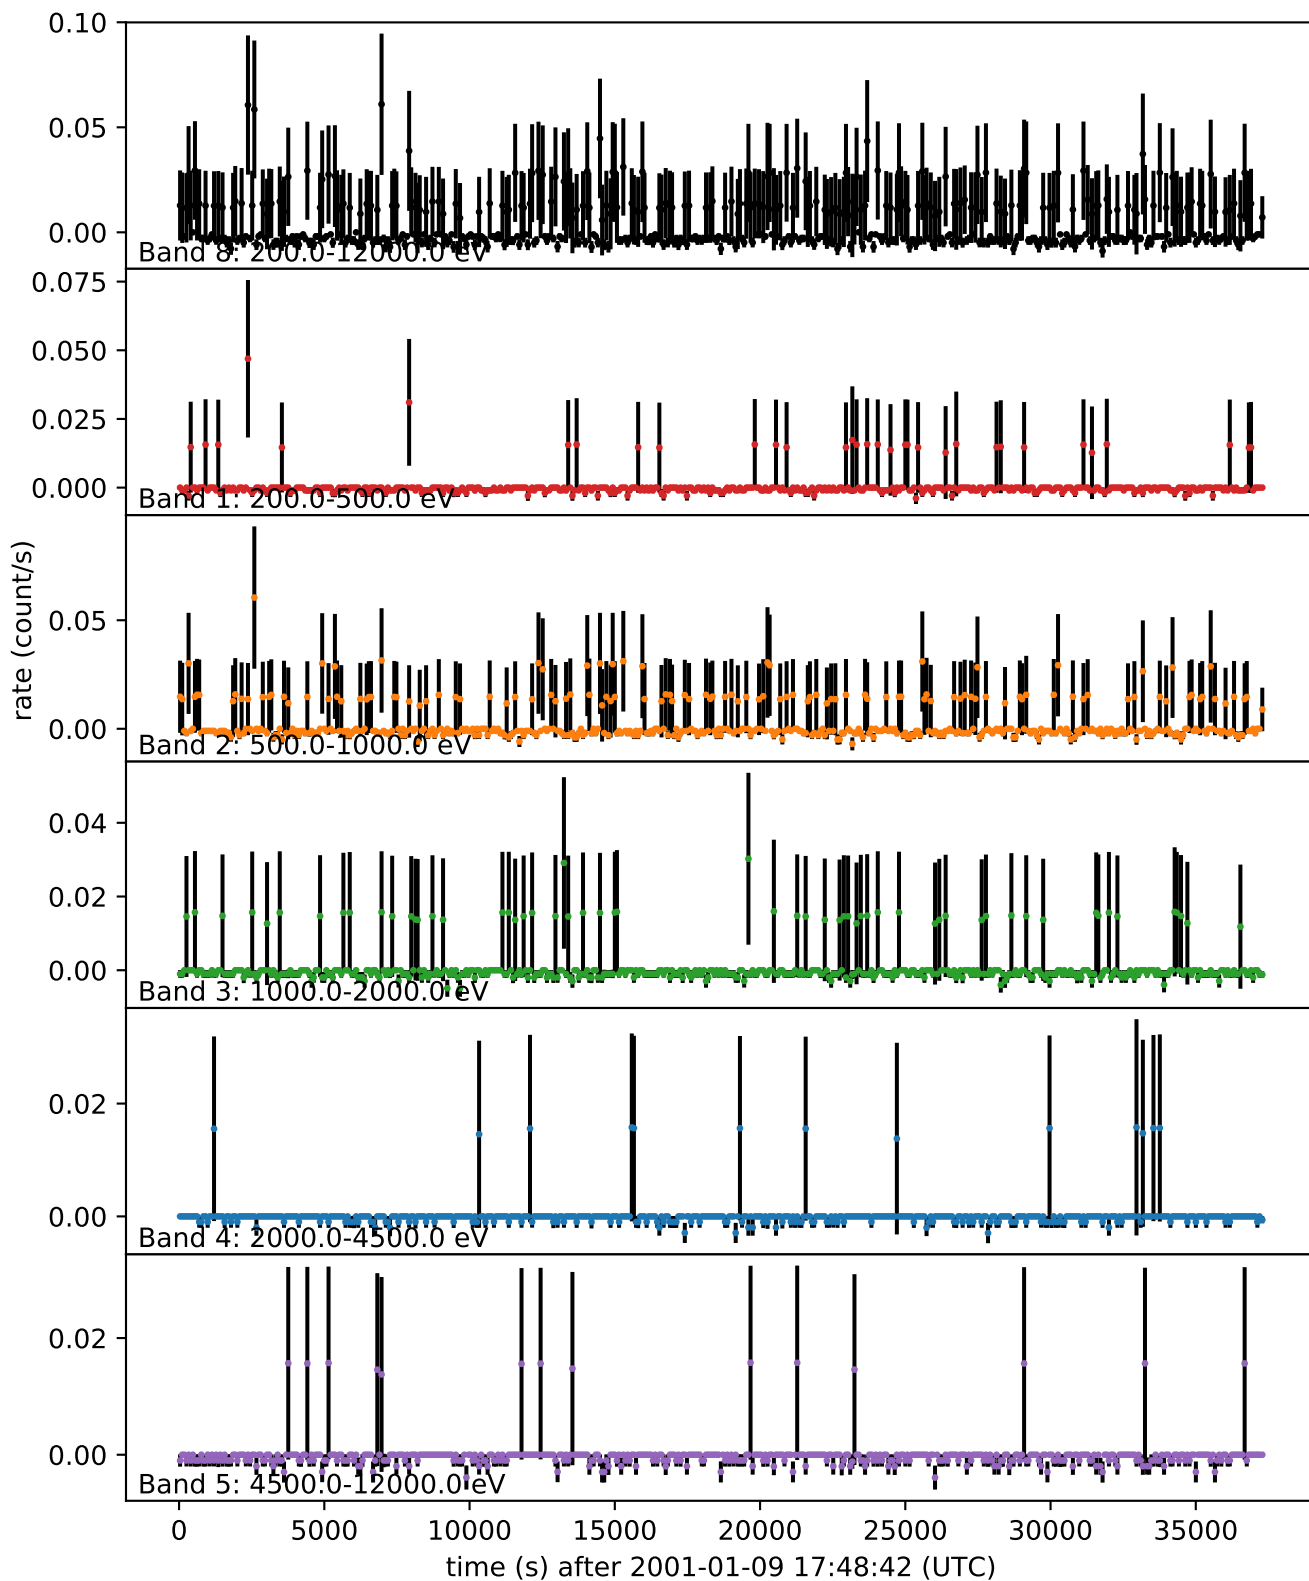 0.10
0.05
0.00
Band 8: 200.0-12000.0 eV
0.075
0.050
0.025
0.000
Band 1: 200.0-500.0 eV
rate (count/s)
0.05
0.00
Band 2: 500.0-1000.0 eV
0.04
0.02
0.00
Band 3: 1000.0-2000.0 eV
0.02
0.00
Band 4: 2000.0-4500.0 eV
0.02
0.00
Band 5: 4500.0-12000.0 eV
0 5000 10000 15000 20000 25000 30000 35000
time (s) after 2001-01-09 17:48:42 (UTC)